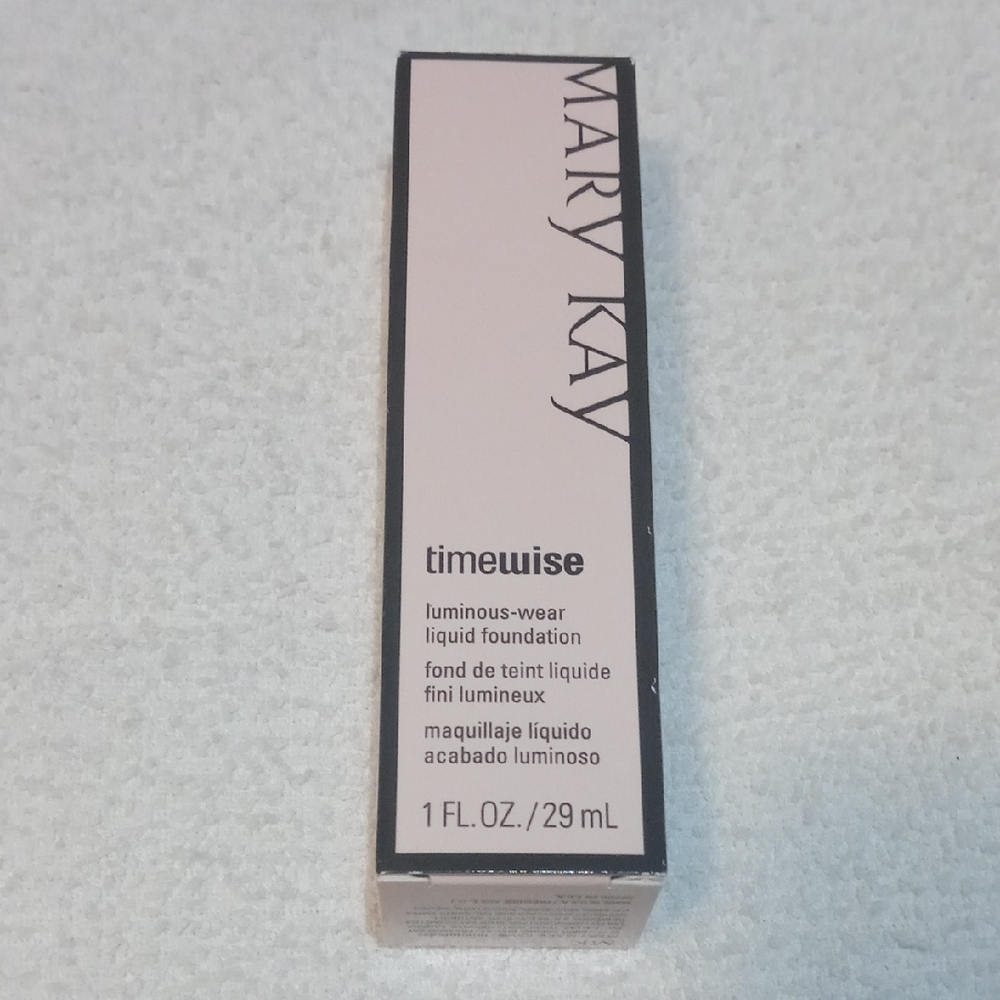 MARY KAY
timewise
luminous-wear
liquid foundation
fond de teint liquide
fini lumineux
maquillaje líquido
acabado luminoso
1 FL.OZ./29 mL